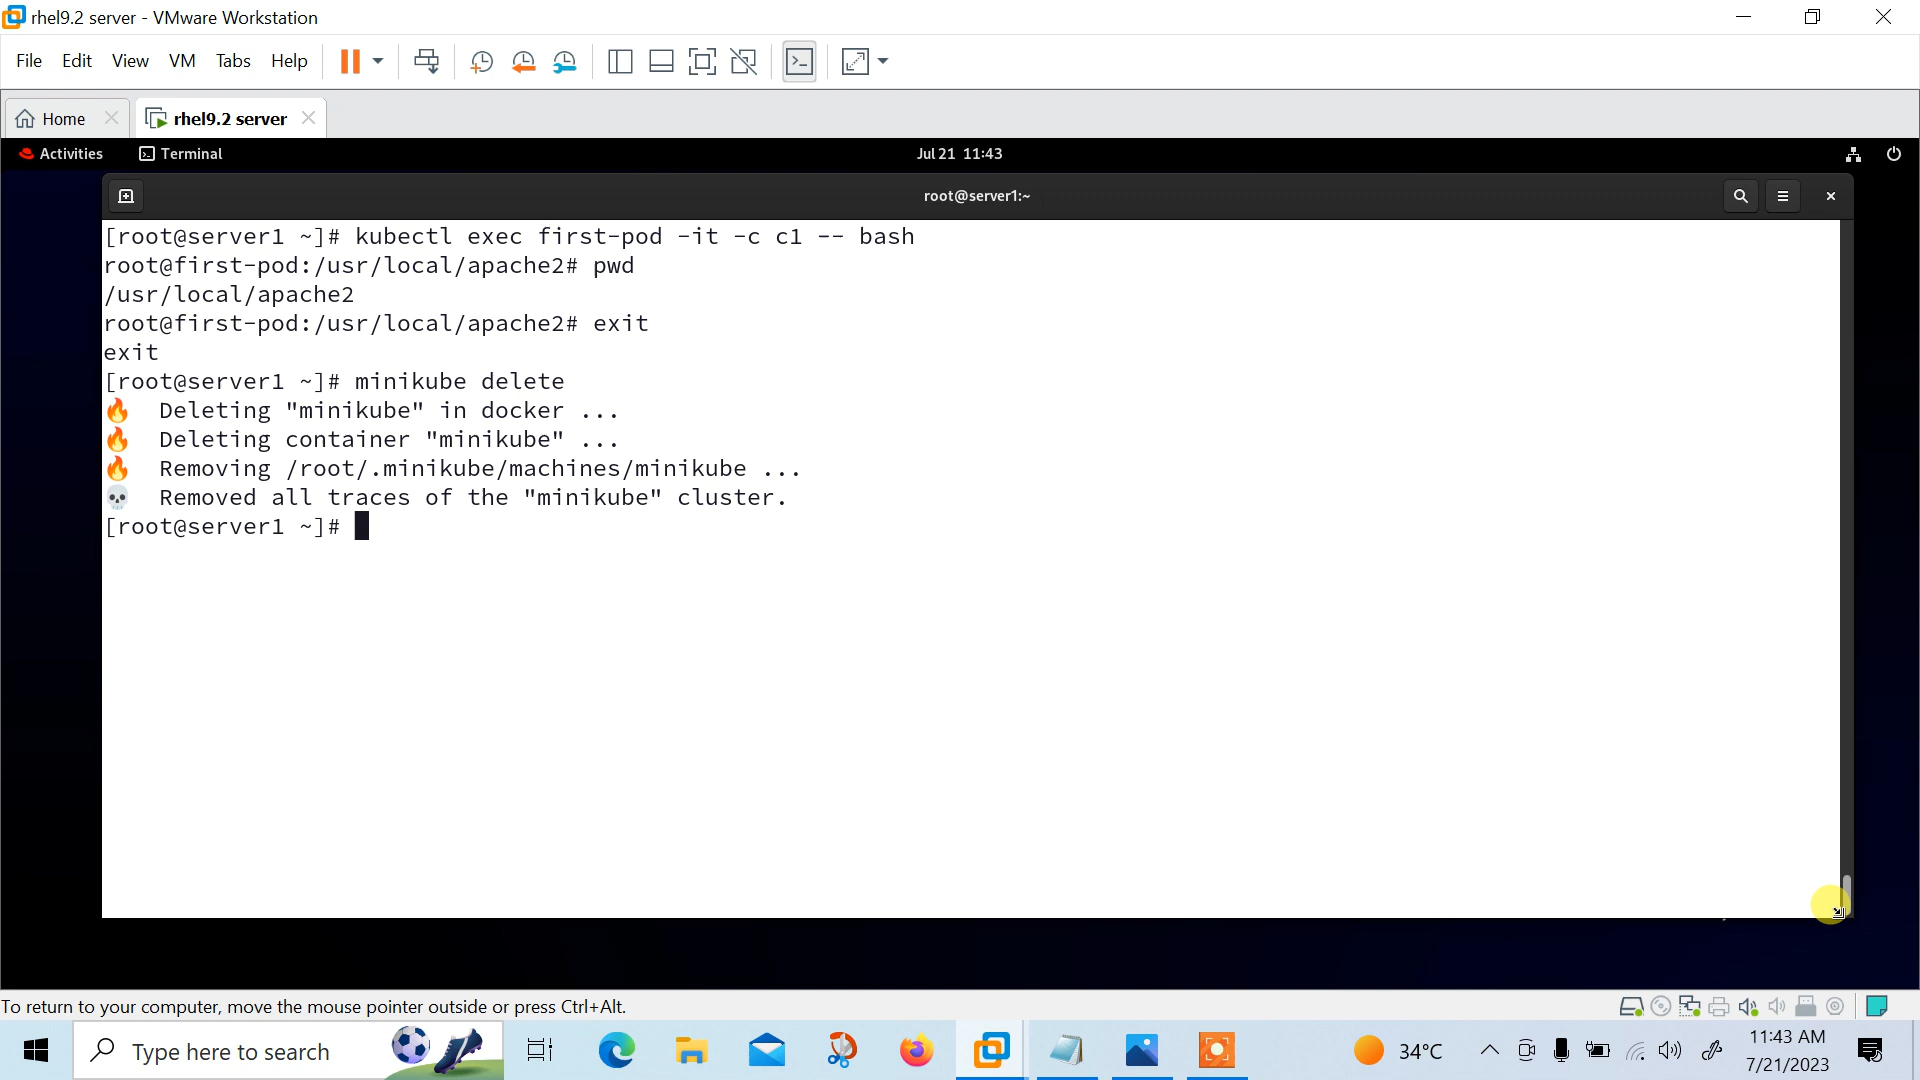 rhel9.2 server - VMware Workstation
File Edit View VM Tabs Help
Home
rhel9.2 server
Activities Terminal Jul 21 11:43
root@server1:~
[root@server1 ~]# kubectl exec first-pod -it -c c1 -- bash
root@first-pod:/usr/local/apache2# pwd
/usr/local/apache2
root@first-pod:/usr/local/apache2# exit
exit
[root@server1 ~]# minikube delete
🔥 Deleting "minikube" in docker ...
🔥 Deleting container "minikube" ...
🔥 Removing /root/.minikube/machines/minikube ...
💀 Removed all traces of the "minikube" cluster.
[root@server1 ~]#
To return to your computer, move the mouse pointer outside or press Ctrl+Alt.
Type here to search
34°C
11:43 AM
7/21/2023